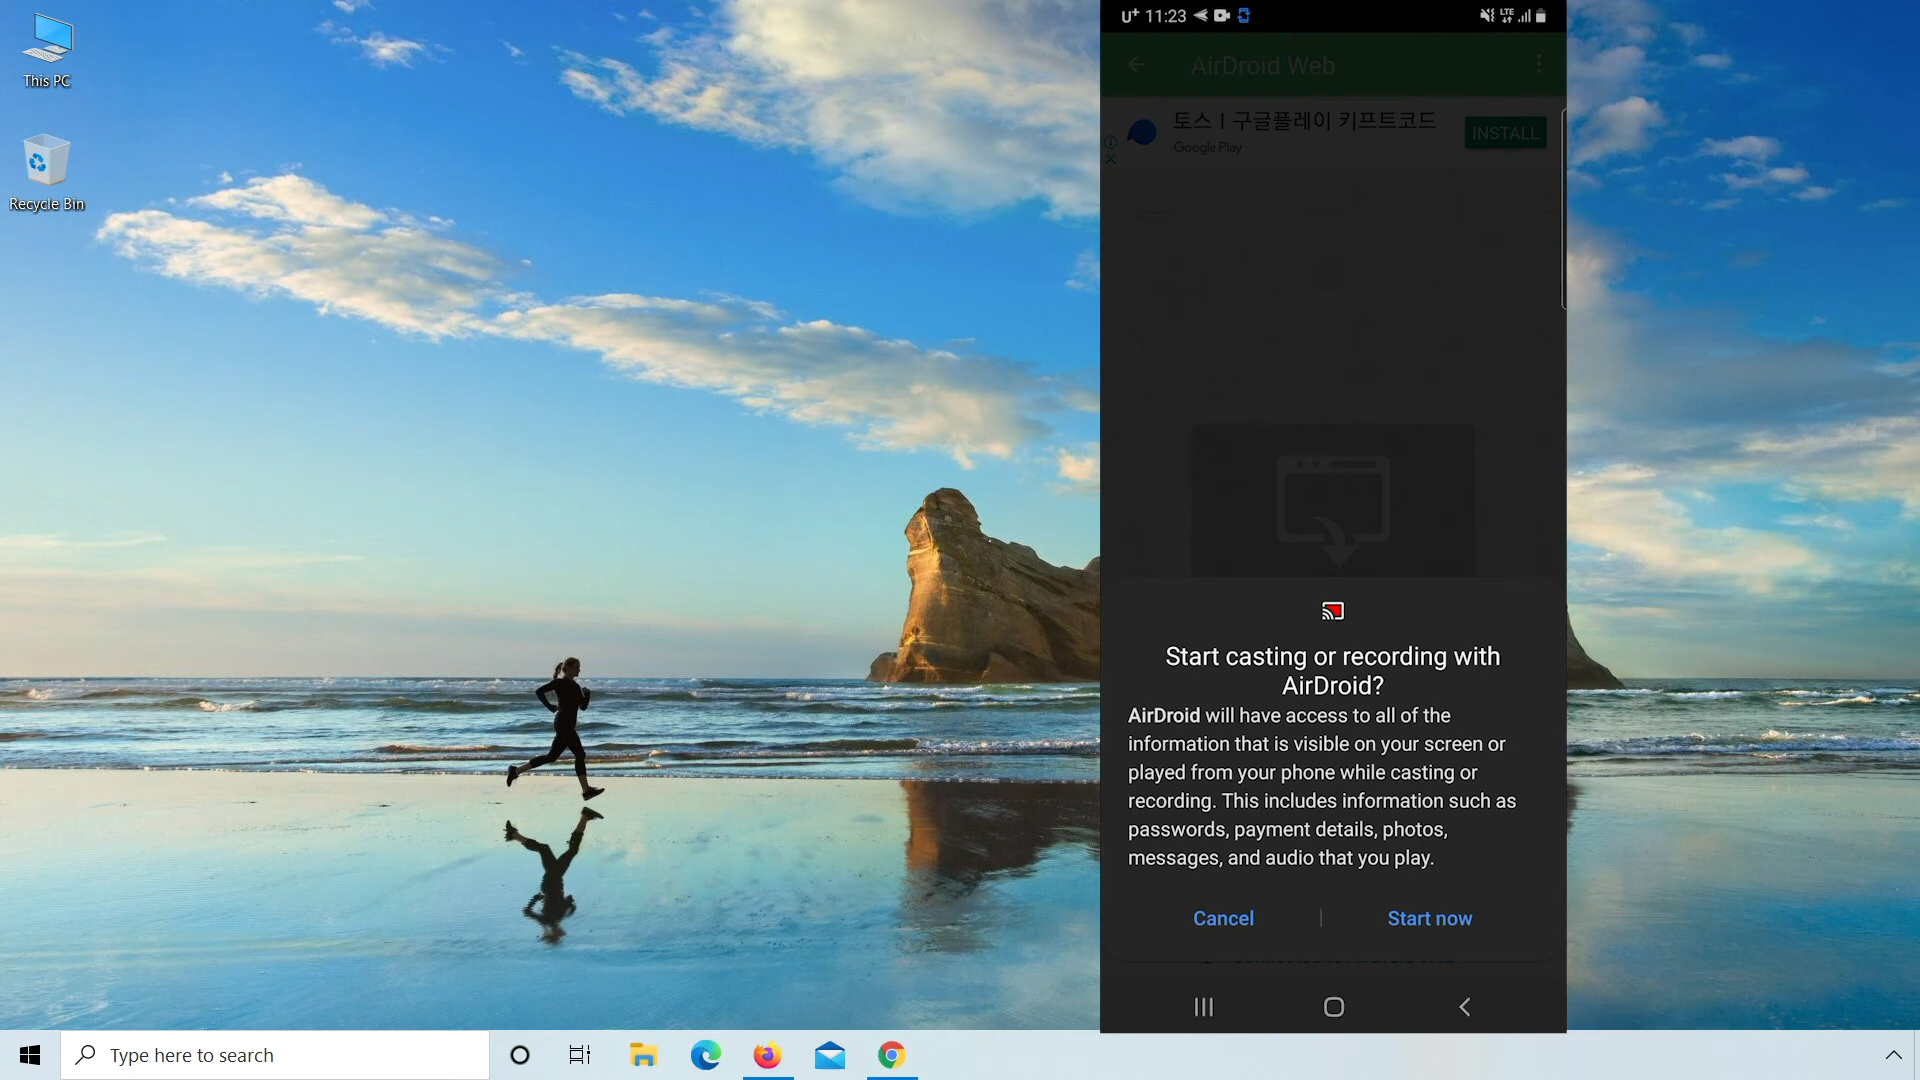 This PC
Recycle Bin
U+ 11:23
LTE
AirDroid Web
토스ㅣ구글플레이 키프트코드
Google Play
INSTALL
Start casting or recording with
AirDroid?
AirDroid will have access to all of the
information that is visible on your screen or
played from your phone while casting or
recording. This includes information such as
passwords, payment details, photos,
messages, and audio that you play.
Cancel
Start now
Type here to search